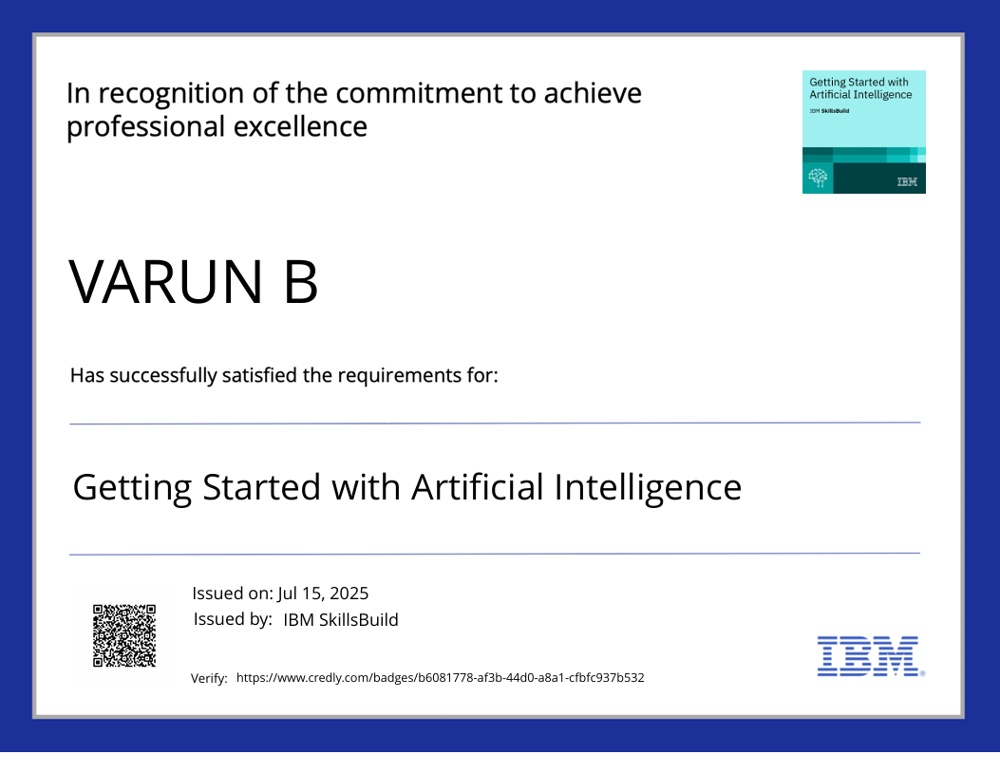 In recognition of the commitment to achieve
professional excellence
Getting Started with
Artificial Intelligence
IBM SkillsBuild
IBM
VARUN B
Has successfully satisfied the requirements for:
Getting Started with Artificial Intelligence
Issued on: Jul 15, 2025
Issued by: IBM SkillsBuild
Verify: https://www.credly.com/badges/b6081778-af3b-44d0-a8a1-cfbfc937b532
IBM®